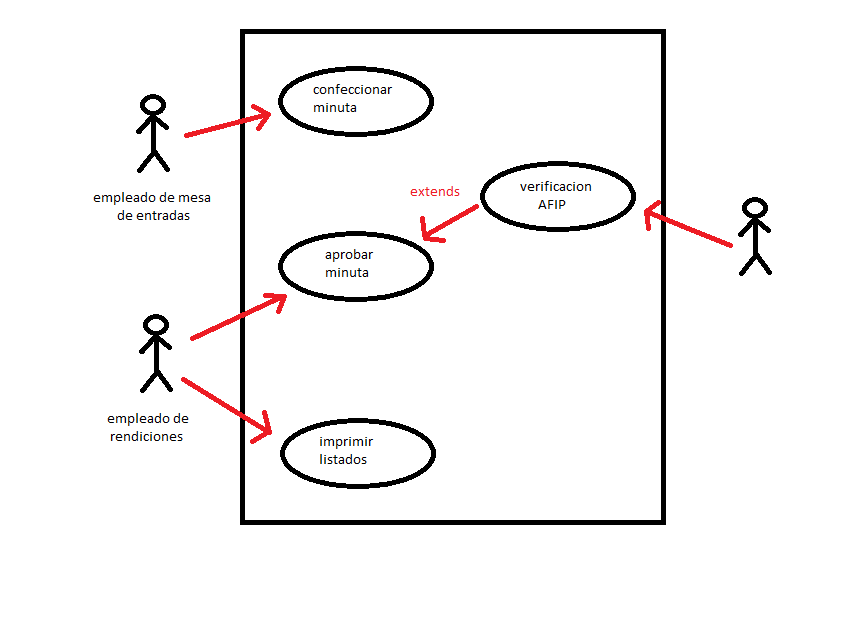 confeccionar
minuta
empleado de mesa
de entradas
extends
verificacion
AFIP
aprobar
minuta
empleado de
rendiciones
imprimir
listados